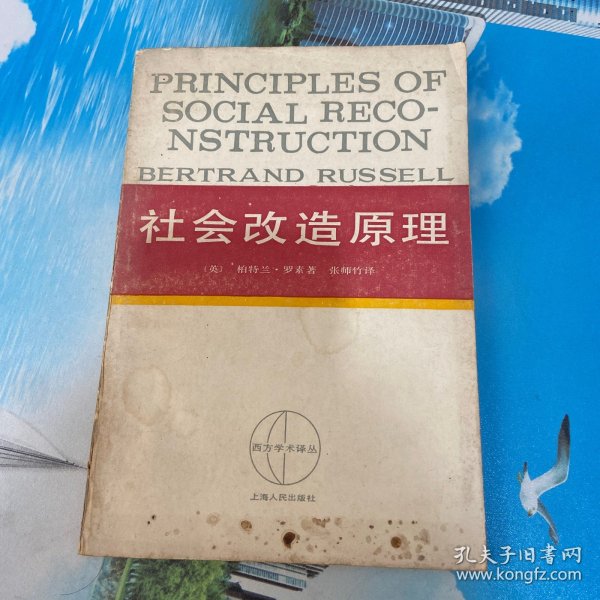 PRINCIPLES OF
SOCIAL RECO-
NSTRUCTION
BERTRAND RUSSELL
社会改造原理
〔英〕 柏特兰·罗素著 张师竹译
西方学术译丛
上海人民出版社
孔夫子旧书网
www.kongfz.com